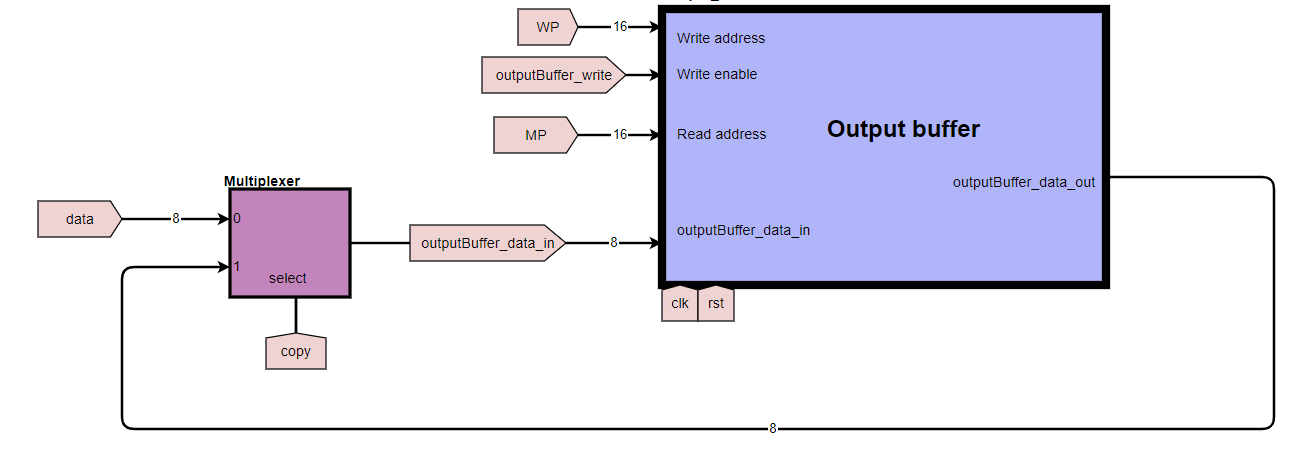 WP
16
Write address
outputBuffer_write
Write enable
MP
16
Read address
Output buffer
outputBuffer_data_out
Multiplexer
data
8
0
outputBuffer_data_in
8
outputBuffer_data_in
1
select
clk
rst
copy
8